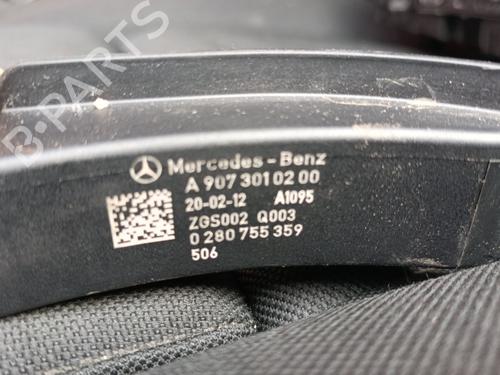 B-PARTS
Mercedes-Benz
A 907 301 02 00
20-02-12 A1095
ZGS002 Q003
0 280 755 359
506